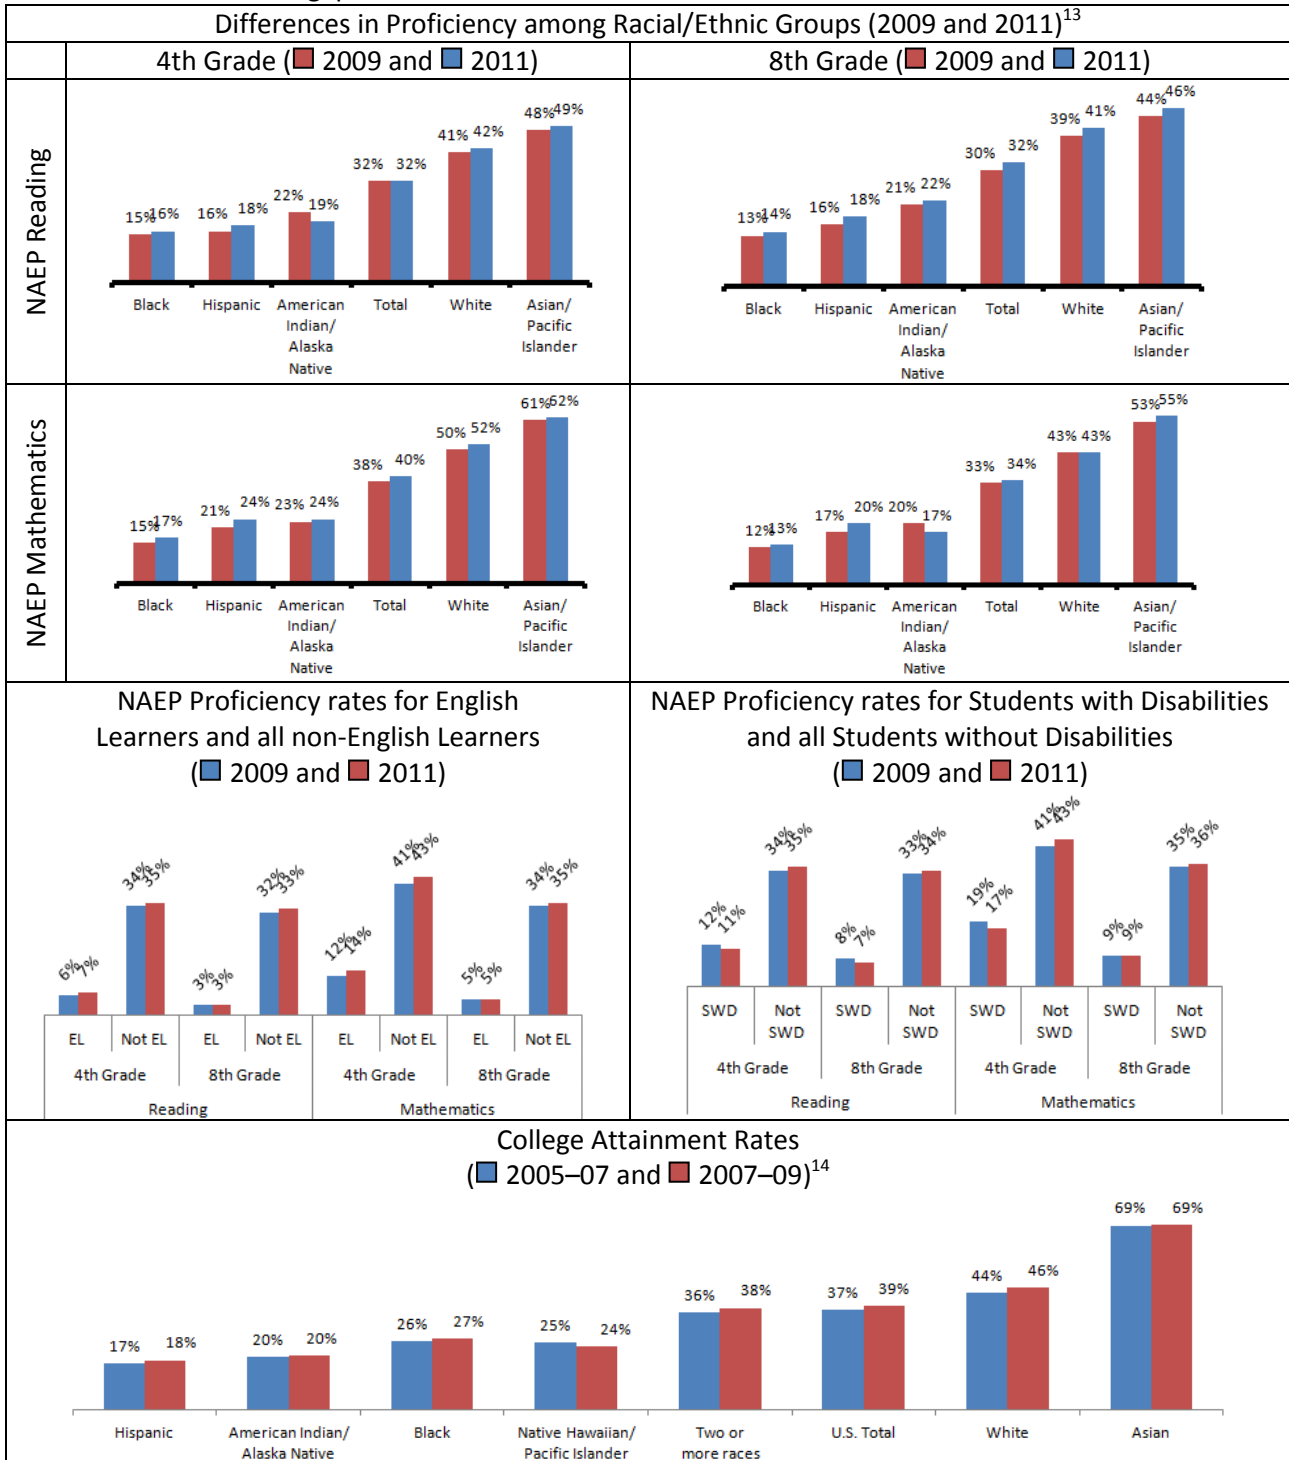 Differences in Proficiency among Racial/Ethnic Groups (2009 and 2011)13
4th Grade (■ 2009 and ■ 2011)
8th Grade (■ 2009 and ■ 2011)
NAEP Reading
15% 16% 16% 18% 22% 19% 32% 32% 41% 42% 48% 49%
Black Hispanic American Total White Asian/
Indian/ Pacific
Alaska Islander
Native
13% 14% 16% 18% 21% 22% 30% 32% 39% 41% 44% 46%
Black Hispanic American Total White Asian/
Indian/ Pacific
Alaska Islander
Native
NAEP Mathematics
15% 17% 21% 24% 23% 24% 38% 40% 50% 52% 61% 62%
Black Hispanic American Total White Asian/
Indian/ Pacific
Alaska Islander
Native
12% 13% 17% 20% 20% 17% 33% 34% 43% 43% 53% 55%
Black Hispanic American Total White Asian/
Indian/ Pacific
Alaska Islander
Native
NAEP Proficiency rates for English
Learners and all non-English Learners
(■ 2009 and ■ 2011)
6% 7% 34% 35% 3% 3% 32% 33% 12% 14% 41% 43% 5% 5% 34% 35%
EL Not EL EL Not EL EL Not EL EL Not EL
4th Grade 8th Grade 4th Grade 8th Grade
Reading Mathematics
NAEP Proficiency rates for Students with Disabilities
and all Students without Disabilities
(■ 2009 and ■ 2011)
12% 11% 34% 35% 8% 7% 33% 34% 19% 17% 41% 43% 9% 9% 35% 36%
SWD Not SWD Not SWD Not SWD Not
SWD SWD SWD SWD
4th Grade 8th Grade 4th Grade 8th Grade
Reading Mathematics
College Attainment Rates
(■ 2005–07 and ■ 2007–09)14
17% 18% 20% 20% 26% 27% 25% 24% 36% 38% 37% 39% 44% 46% 69% 69%
Hispanic American Indian/ Black Native Hawaiian/ Two or U.S. Total White Asian
Alaska Native Pacific Islander more races